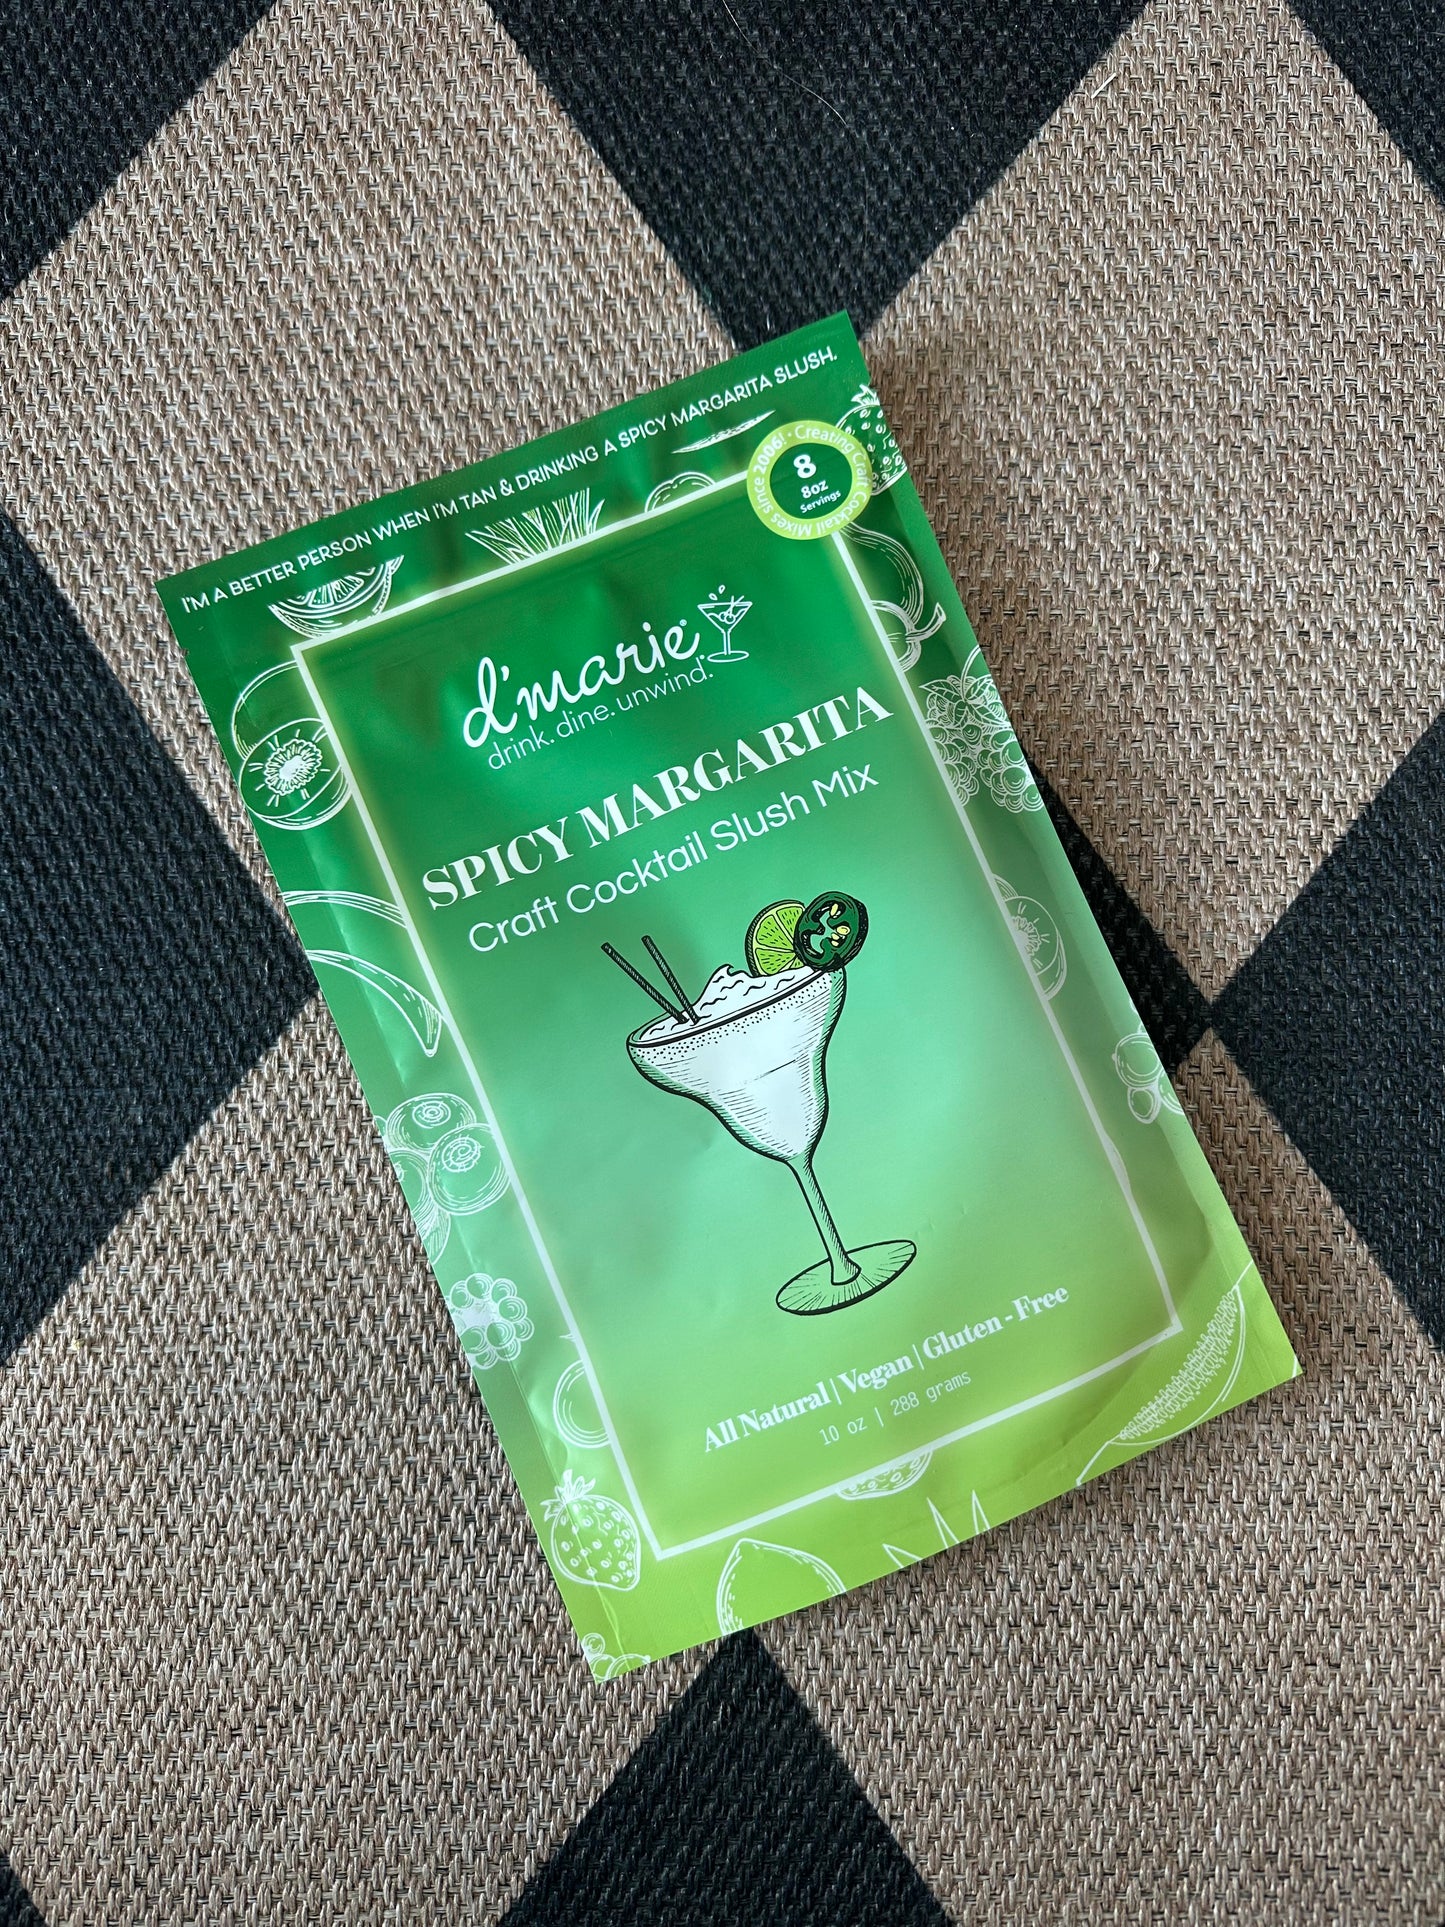 I'M A BETTER PERSON WHEN I'M TAN & DRINKING A SPICY MARGARITA SLUSH.
Creating Craft Cocktail Mixes since 2006! •
8
8oz
Servings
d'marie®
drink. dine. unwind.®
SPICY MARGARITA
Craft Cocktail Slush Mix
All Natural | Vegan | Gluten - Free
10 oz | 288 grams